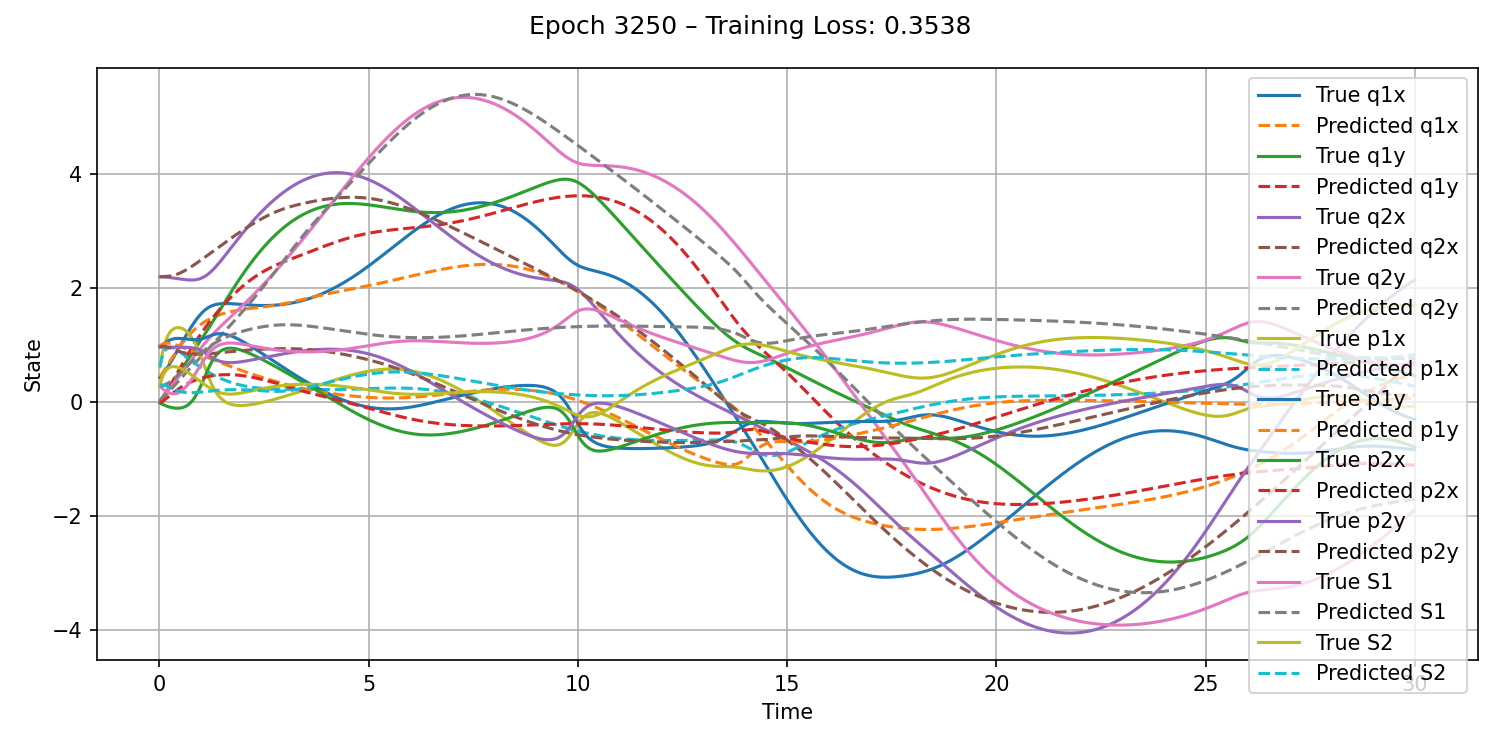 Epoch 3250 – Training Loss: 0.3538
State
4
2
0
−2
−4
0
5
10
15
20
25
30
Time
True q1x
Predicted q1x
True q1y
Predicted q1y
True q2x
Predicted q2x
True q2y
Predicted q2y
True p1x
Predicted p1x
True p1y
Predicted p1y
True p2x
Predicted p2x
True p2y
Predicted p2y
True S1
Predicted S1
True S2
Predicted S2